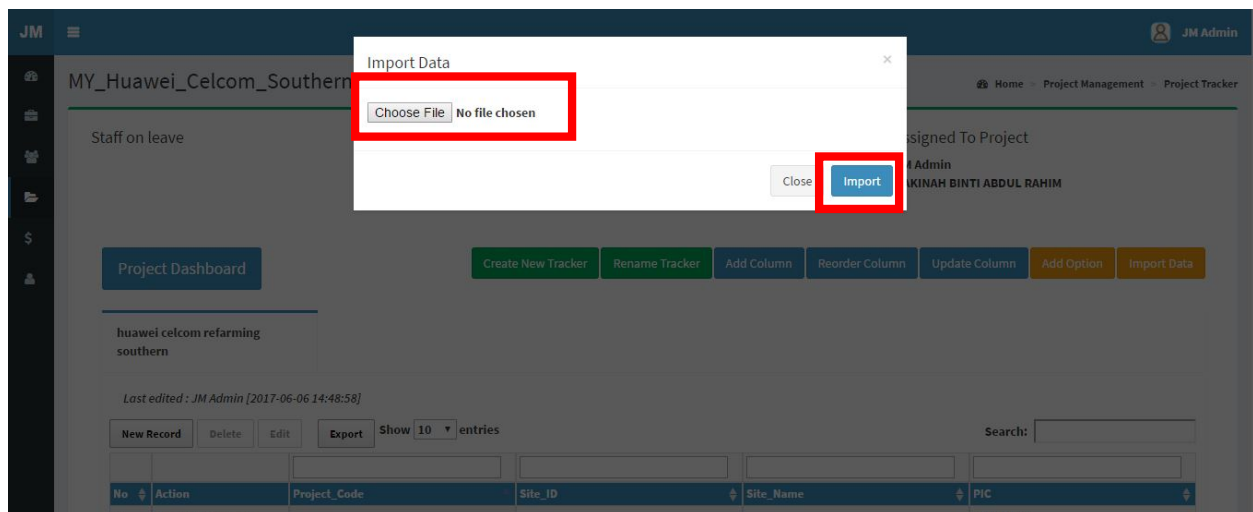 JM
JM Admin
Import Data
×
MY_Huawei_Celcom_Southern
Home
Project Management
Project Tracker
Choose File No file chosen
Staff on leave
ssigned To Project
M Admin
AKINAH BINTI ABDUL RAHIM
Close
Import
Project Dashboard
Create New Tracker
Rename Tracker
Add Column
Reorder Column
Update Column
Add Option
Import Data
huawei celcom refarming
southern
Last edited : JM Admin [2017-06-06 14:48:58]
New Record Delete Edit Export Show 10 entries Search:
No Action Project_Code Site_ID Site_Name PIC